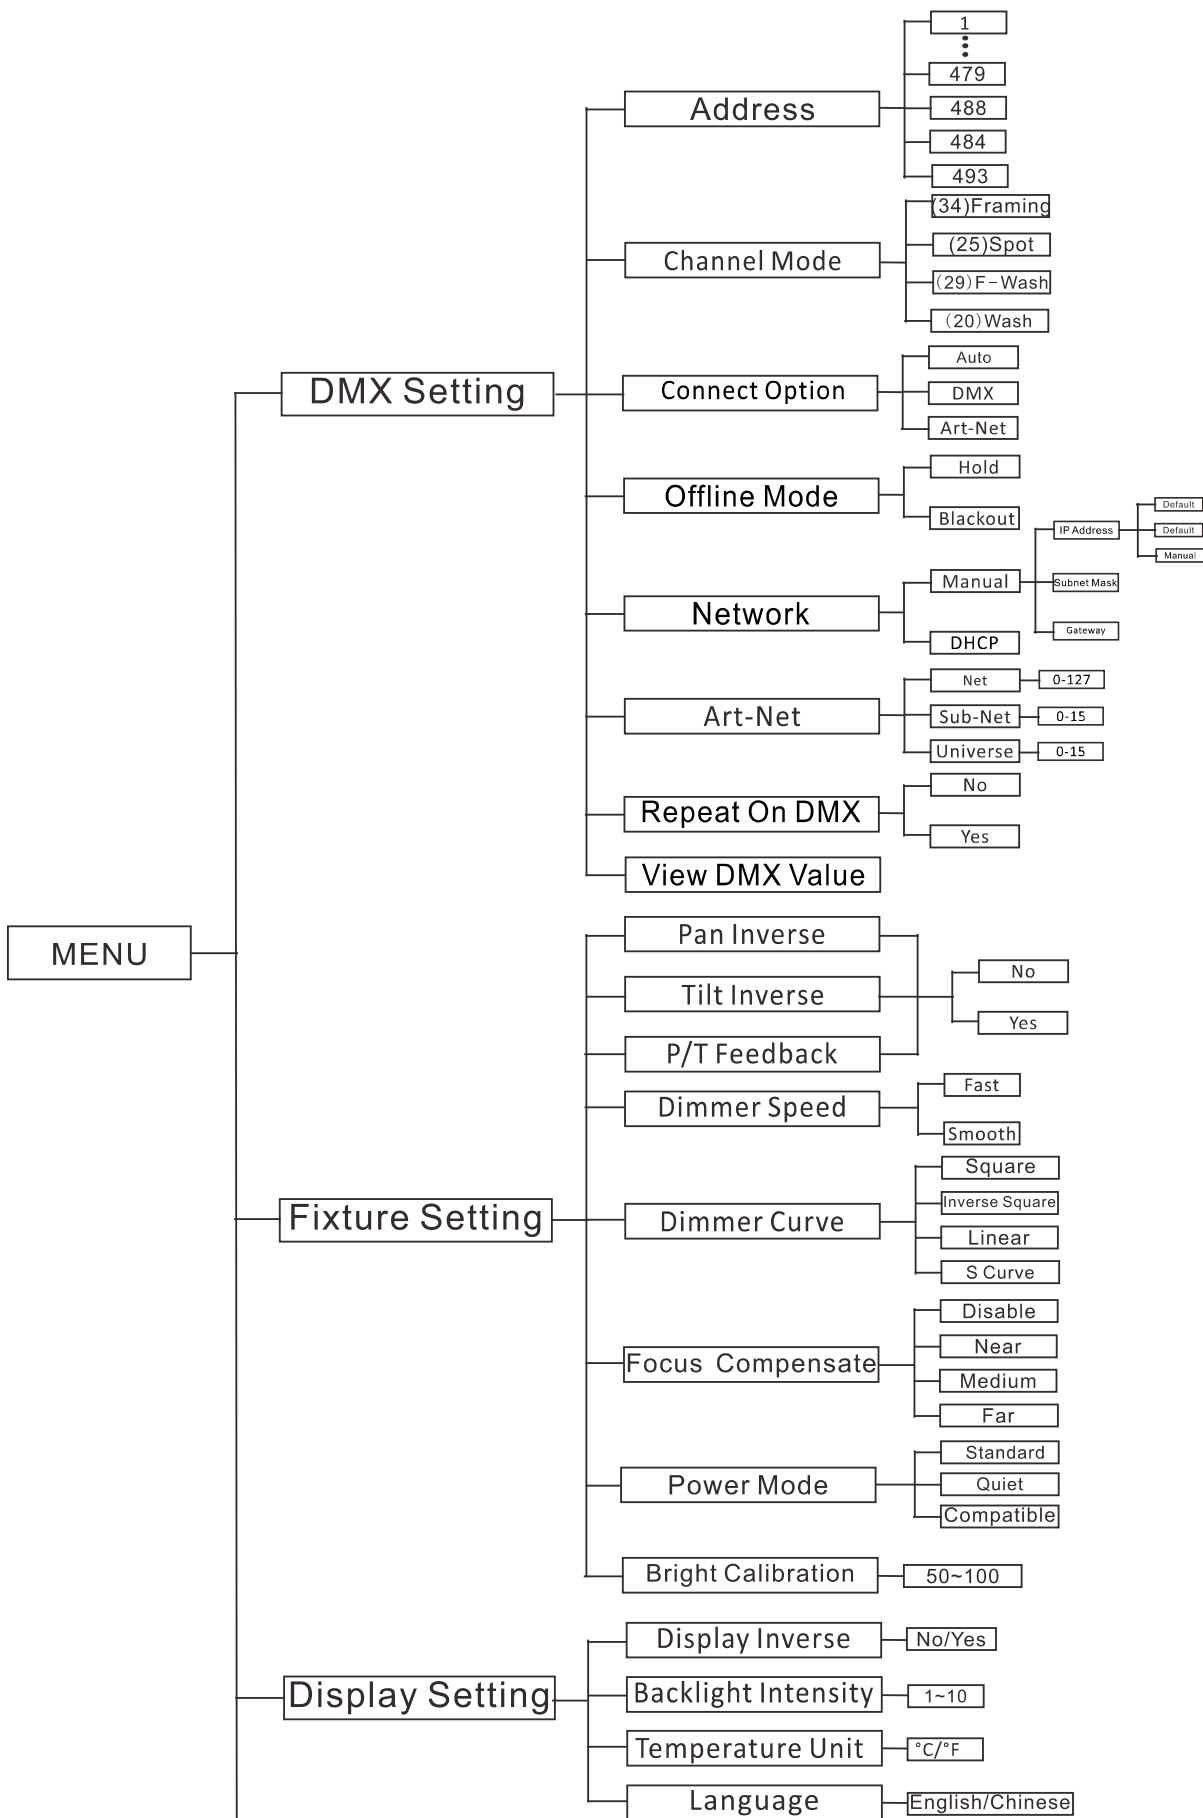 MENU
DMX Setting
Address
1
479
488
484
493
Channel Mode
(34)Framing
(25)Spot
(29)F-Wash
(20)Wash
Connect Option
Auto
DMX
Art-Net
Offline Mode
Hold
Blackout
Network
Manual
IP Address
Default
Default
Manual
Subnet Mask
Gateway
DHCP
Art-Net
Net
0-127
Sub-Net
0-15
Universe
0-15
Repeat On DMX
No
Yes
View DMX Value
Fixture Setting
Pan Inverse
Tilt Inverse
P/T Feedback
No
Yes
Dimmer Speed
Fast
Smooth
Dimmer Curve
Square
Inverse Square
Linear
S Curve
Focus Compensate
Disable
Near
Medium
Far
Power Mode
Standard
Quiet
Compatible
Bright Calibration
50~100
Display Setting
Display Inverse
No/Yes
Backlight Intensity
1~10
Temperature Unit
°C/°F
Language
English/Chinese